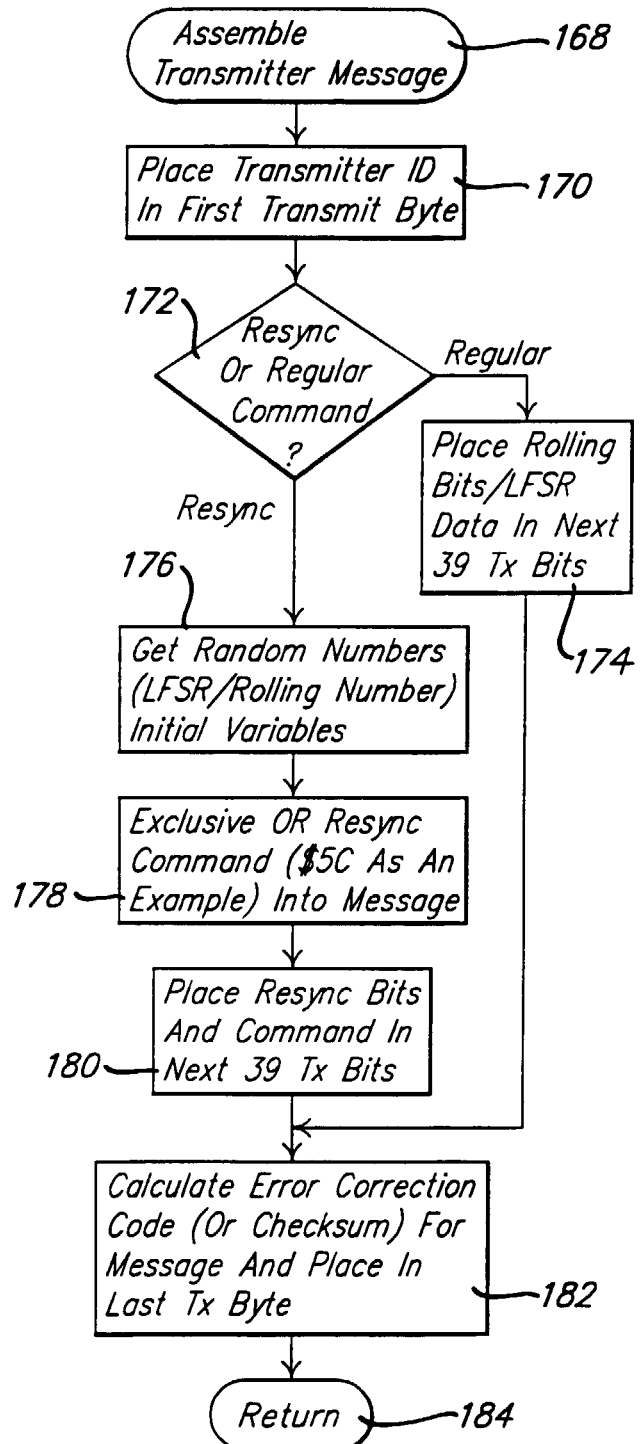 Assemble
Transmitter Message
168
Place Transmitter ID
In First Transmit Byte
170
172
Resync
Or Regular
Command
?
Regular
Resync
Place Rolling
Bits/LFSR
Data In Next
39 Tx Bits
174
176
Get Random Numbers
(LFSR/Rolling Number)
Initial Variables
Exclusive OR Resync
Command ($5C As An
Example) Into Message
178
Place Resync Bits
And Command In
Next 39 Tx Bits
180
Calculate Error Correction
Code (Or Checksum) For
Message And Place In
Last Tx Byte
182
Return
184